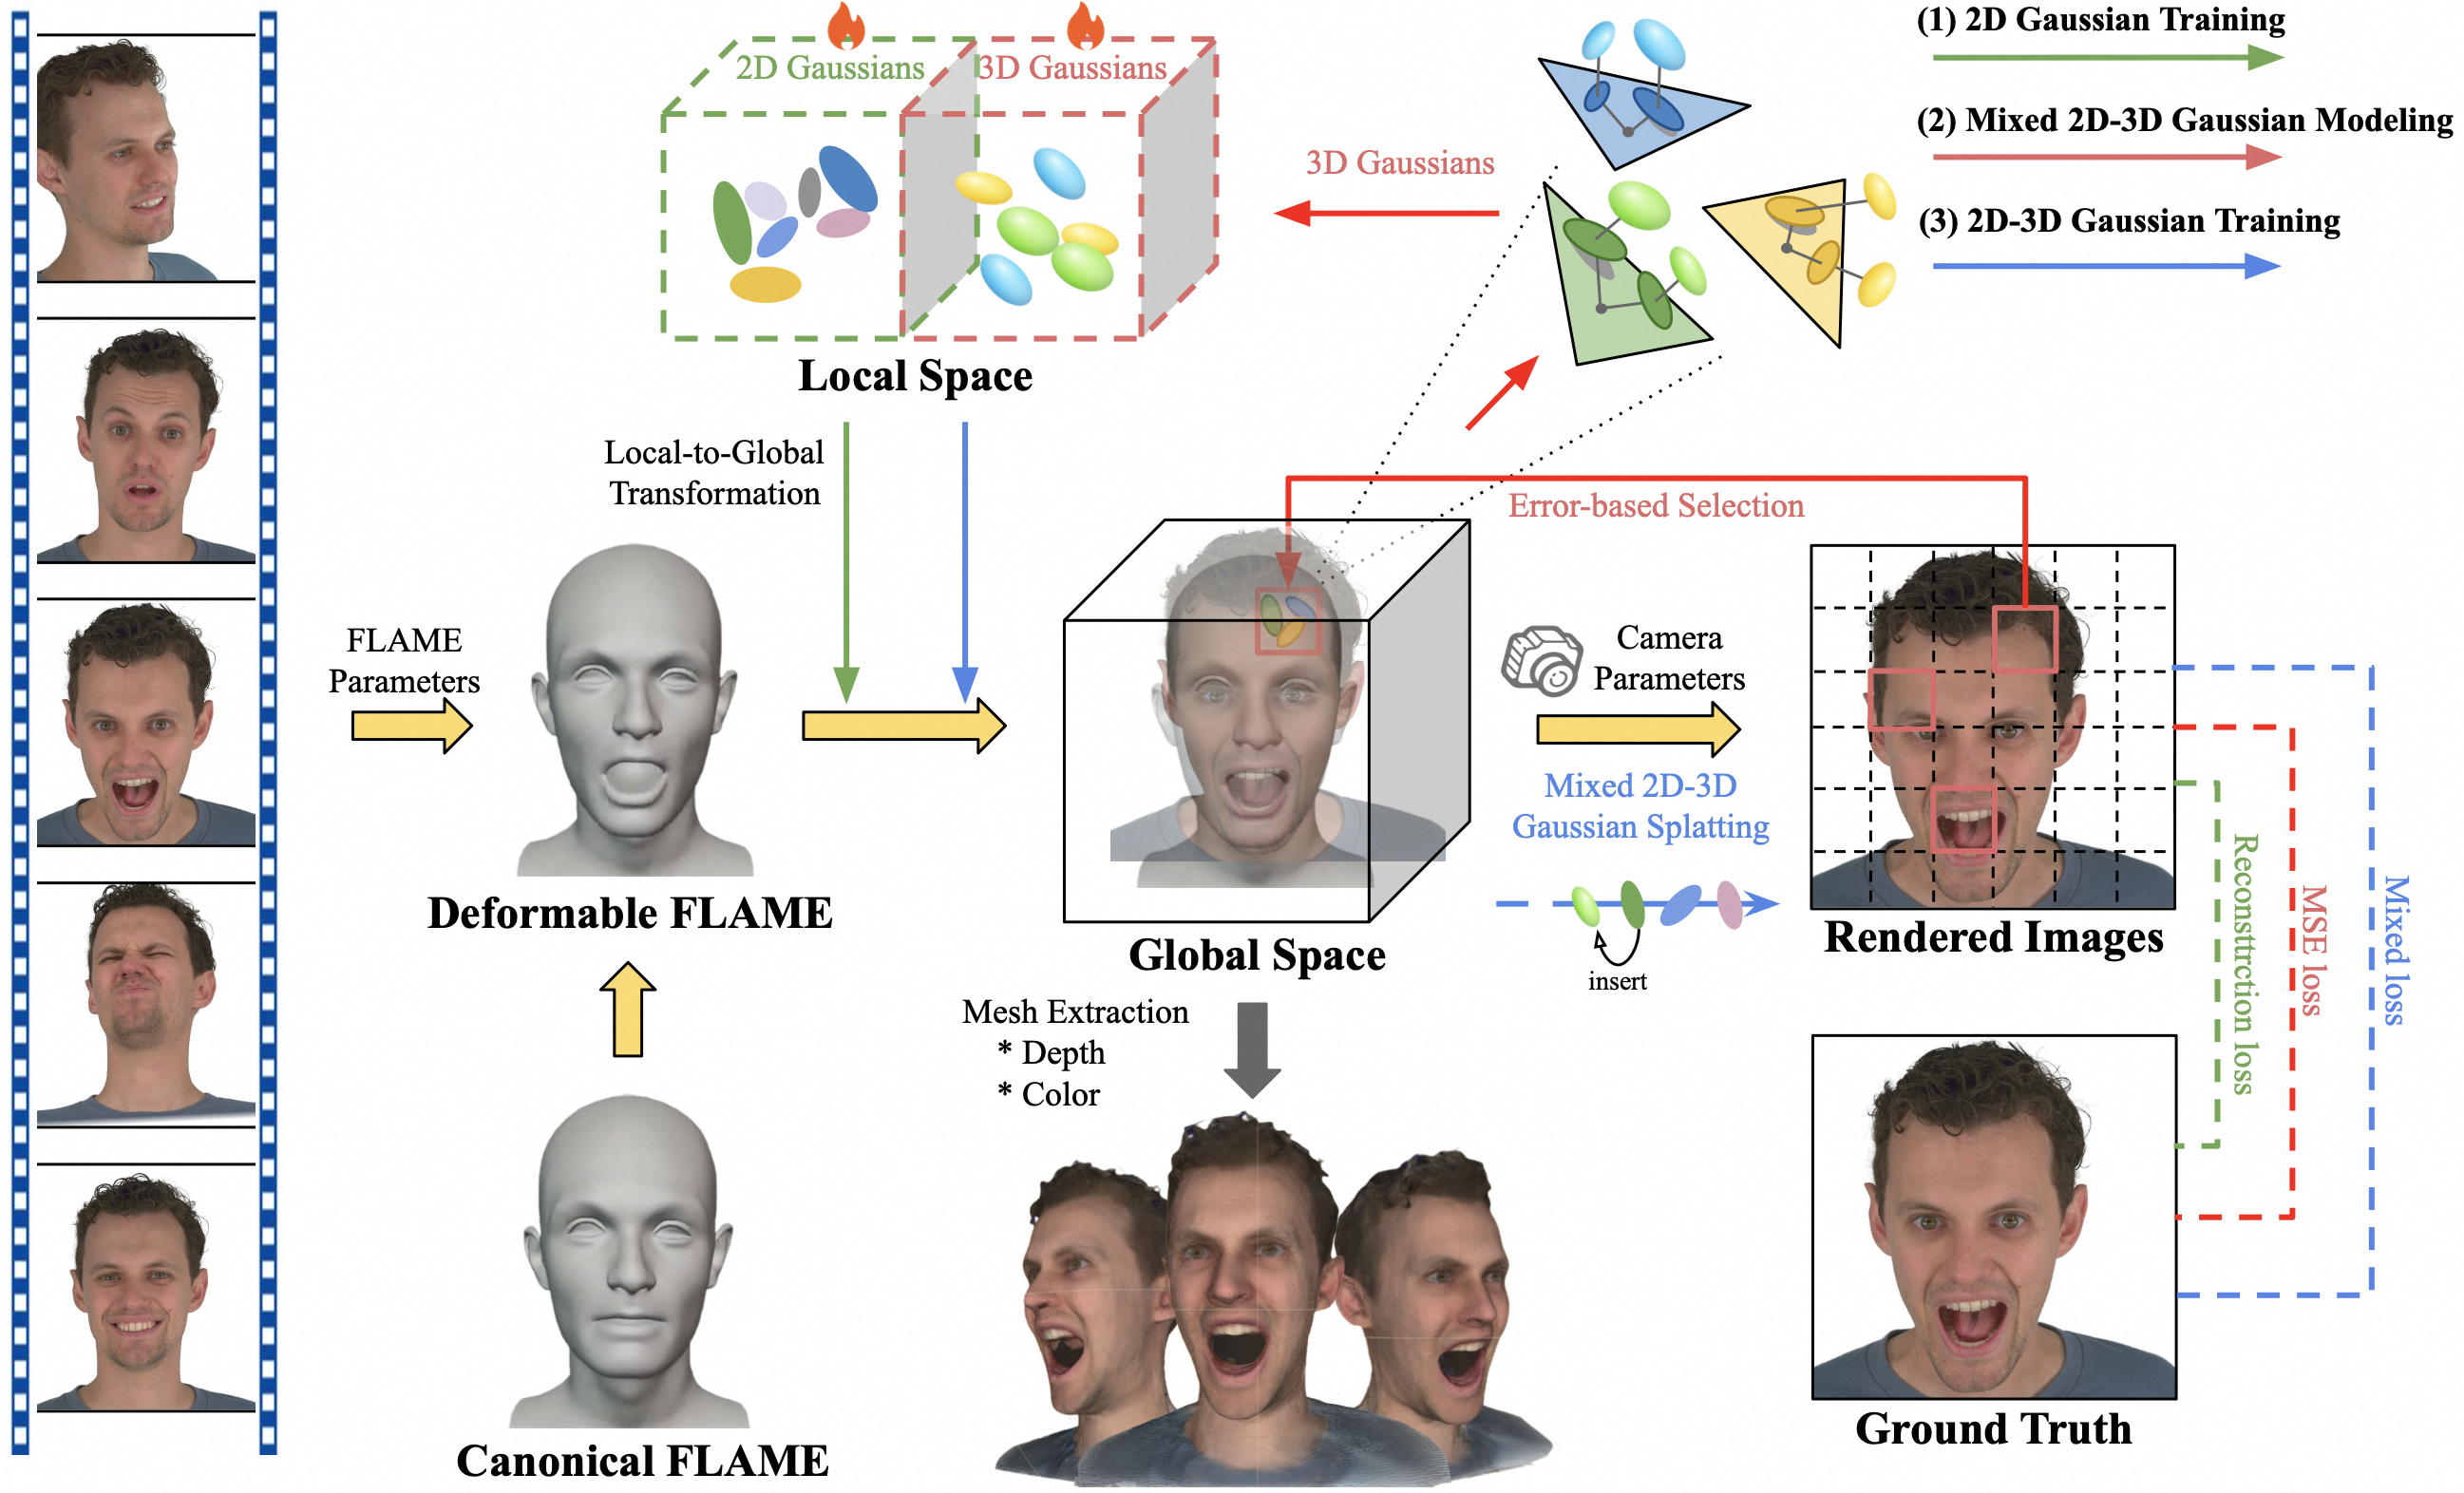 2D Gaussians
3D Gaussians
Local Space
3D Gaussians
(1) 2D Gaussian Training
(2) Mixed 2D-3D Gaussian Modeling
(3) 2D-3D Gaussian Training
Local-to-Global
Transformation
Error-based Selection
FLAME
Parameters
Deformable FLAME
Canonical FLAME
Global Space
Camera
Parameters
Mixed 2D-3D
Gaussian Splatting
insert
Rendered Images
Reconsttrction loss
MSE loss
Mixed loss
Mesh Extraction
* Depth
* Color
Ground Truth